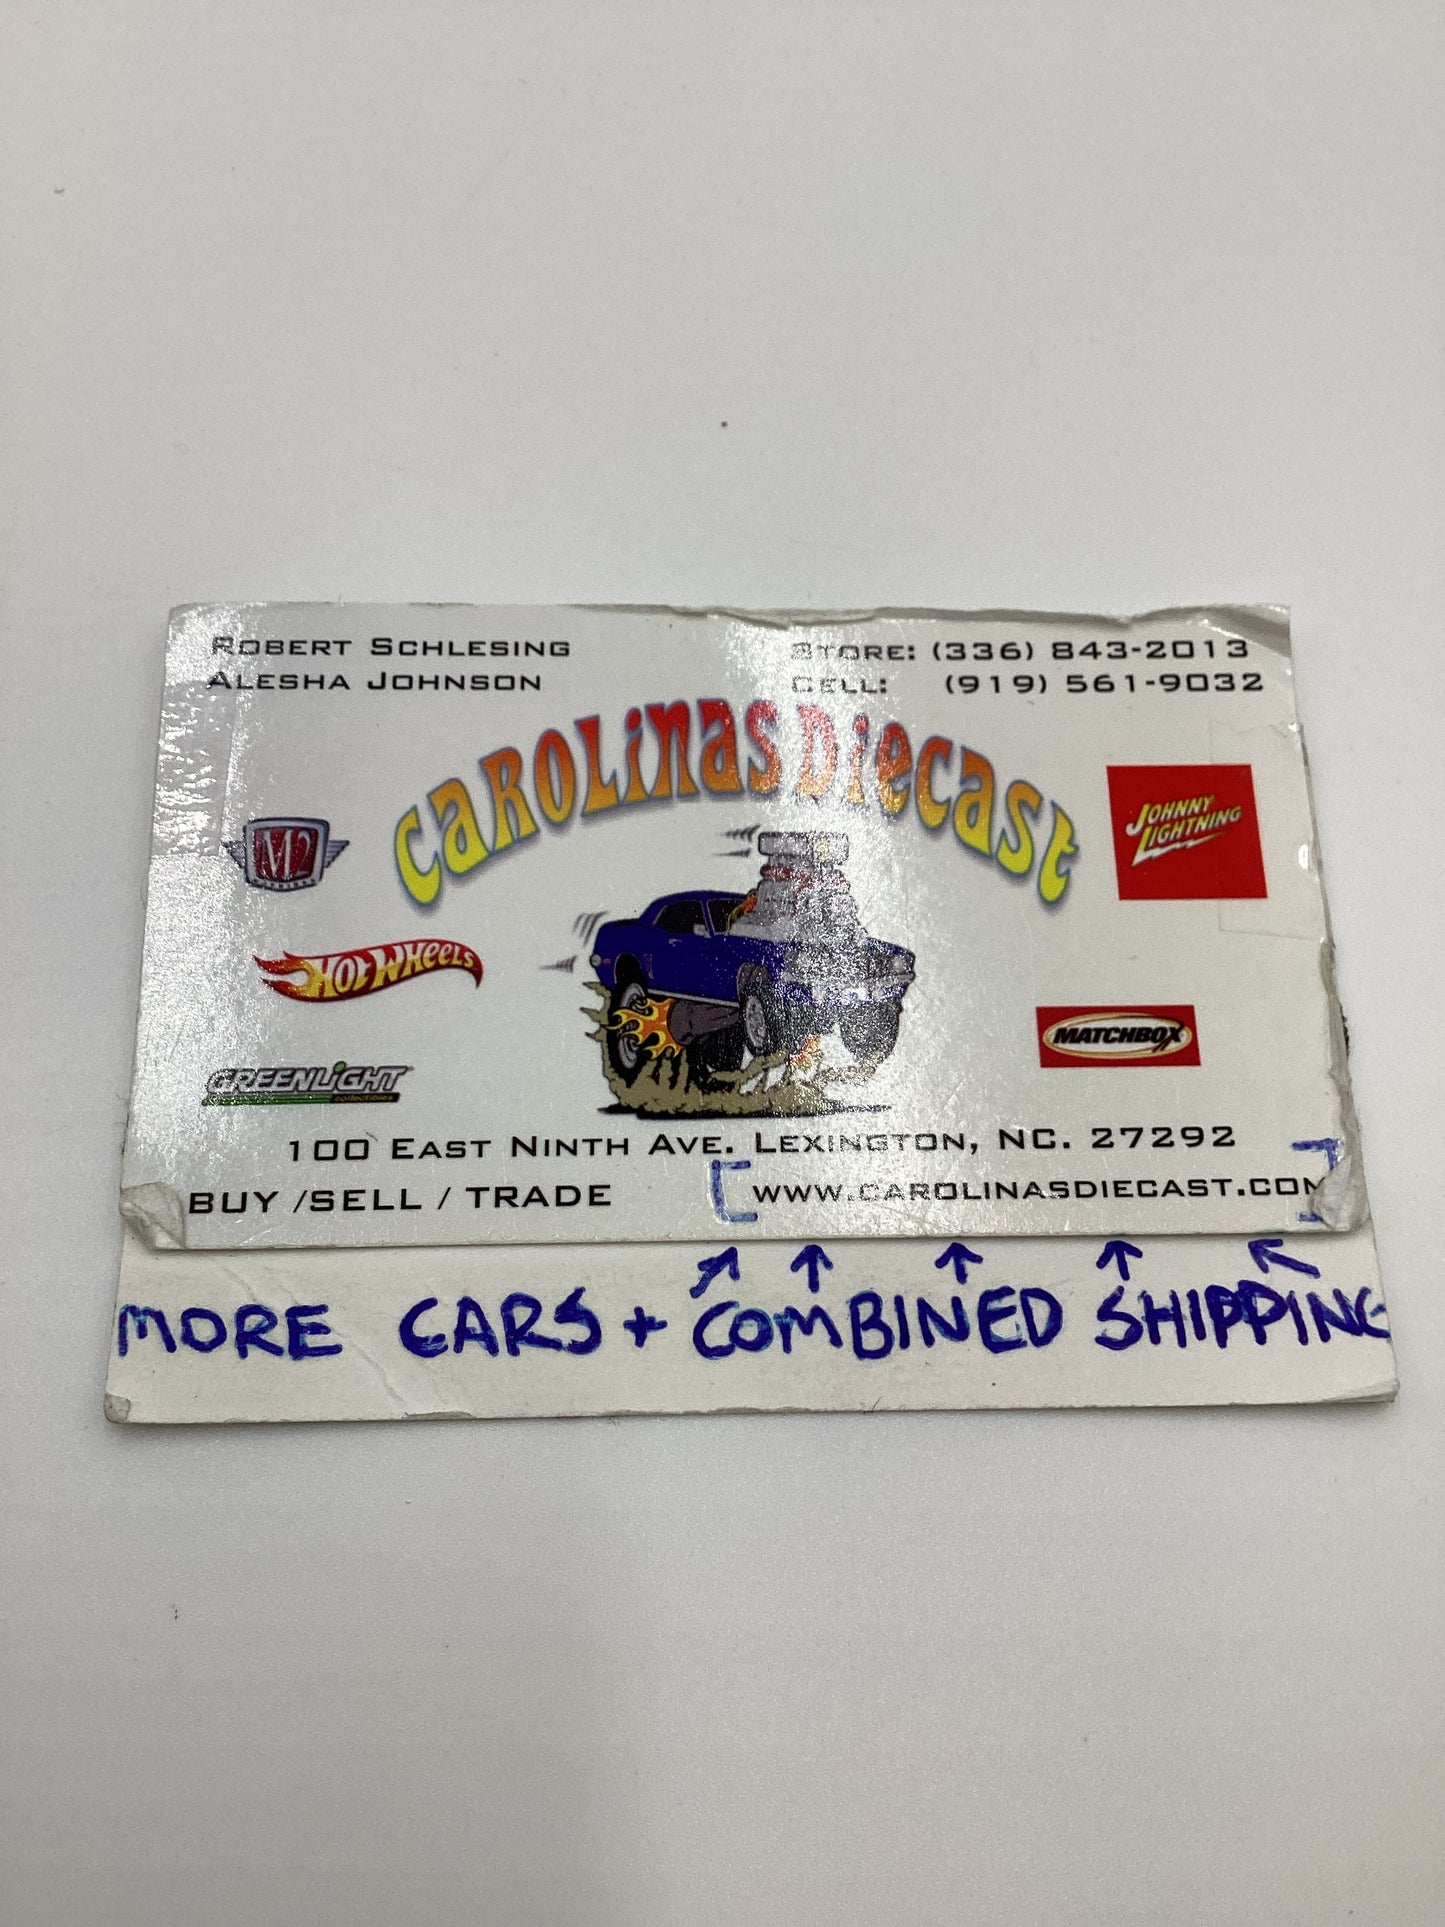 ROBERT SCHLESING
ALESHA JOHNSON
STORE: (336) 843-2013
CELL: (919) 561-9032
CAROLINAS DIECAST
M2
JOHNNY
LIGHTNING
HOT WHEELS
MATCHBOX
GREENLIGHT
collectibles
100 EAST NINTH AVE. LEXINGTON, NC. 27292
BUY /SELL / TRADE
[WWW.CAROLINASDIECAST.COM]
↗ ↑ ↑ ↑ ↖
MORE CARS + COMBINED SHIPPING